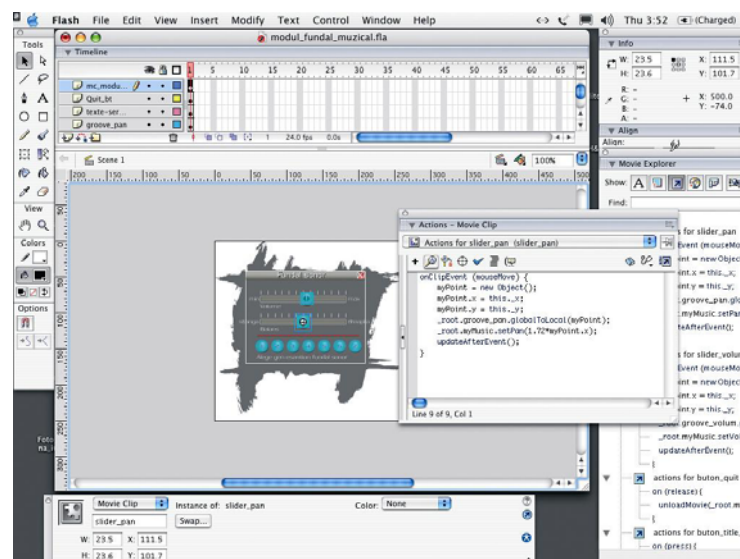 Flash File Edit View Insert Modify Text Control Window Help
Thu 3:52 (Charged)
Tools
modul_fundal_muzical.fla
Timeline
1 5 10 15 20 25 30 35 40 45 50 55 60 65
mc_modu...
Quit_bt
texte-ser...
groove_pan
1 24.0 fps 0.0s
Scene 1
100%
View
Colors
Options
Actions - Movie Clip
Actions for slider_pan (slider_pan)
onClipEvent (mouseMove) {
myPoint = new Object();
myPoint.x = this._x;
myPoint.y = this._y;
_root.groove_pan.globalToLocal(myPoint);
_root.myMusic.setPan(1.72*myPoint.x);
updateAfterEvent();
}
Line 9 of 9, Col 1
Info
W: 23.5 X: 111.5
H: 23.6 Y: 101.7
R: -
G: - X: 500.0
B: - Y: -74.0
A: -
Align
Align:
Movie Explorer
Show:
Find:
s for slider_pan
Event (mouseMo
int = new Object
int.x = this._x;
int.y = this._y;
.groove_pan.glo
.myMusic.setPan
teAfterEvent();
s for slider_volum
Event (mouseMo
int = new Object
int.x = this._x;
int.y = this._y;
_root.groove_volum.
_root.myMusic.setVol
updateAfterEvent();
}
actions for buton_quit
on (release) {
unloadMovie(_root.m
}
actions for buton_title_
on (press) {
Movie Clip Instance of: slider_pan Color: None
slider_pan Swap...
W: 23.5 X: 111.5
H: 23.6 Y: 101.7